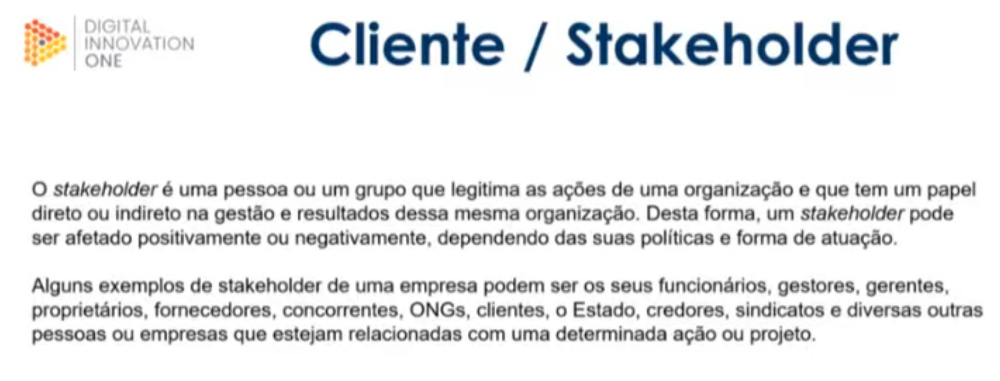 DIGITAL
INNOVATION
ONE
Cliente / Stakeholder
O stakeholder é uma pessoa ou um grupo que legitima as ações de uma organização e que tem um papel
direto ou indireto na gestão e resultados dessa mesma organização. Desta forma, um stakeholder pode
ser afetado positivamente ou negativamente, dependendo das suas políticas e forma de atuação.
Alguns exemplos de stakeholder de uma empresa podem ser os seus funcionários, gestores, gerentes,
proprietários, fornecedores, concorrentes, ONGs, clientes, o Estado, credores, sindicatos e diversas outras
pessoas ou empresas que estejam relacionadas com uma determinada ação ou projeto.